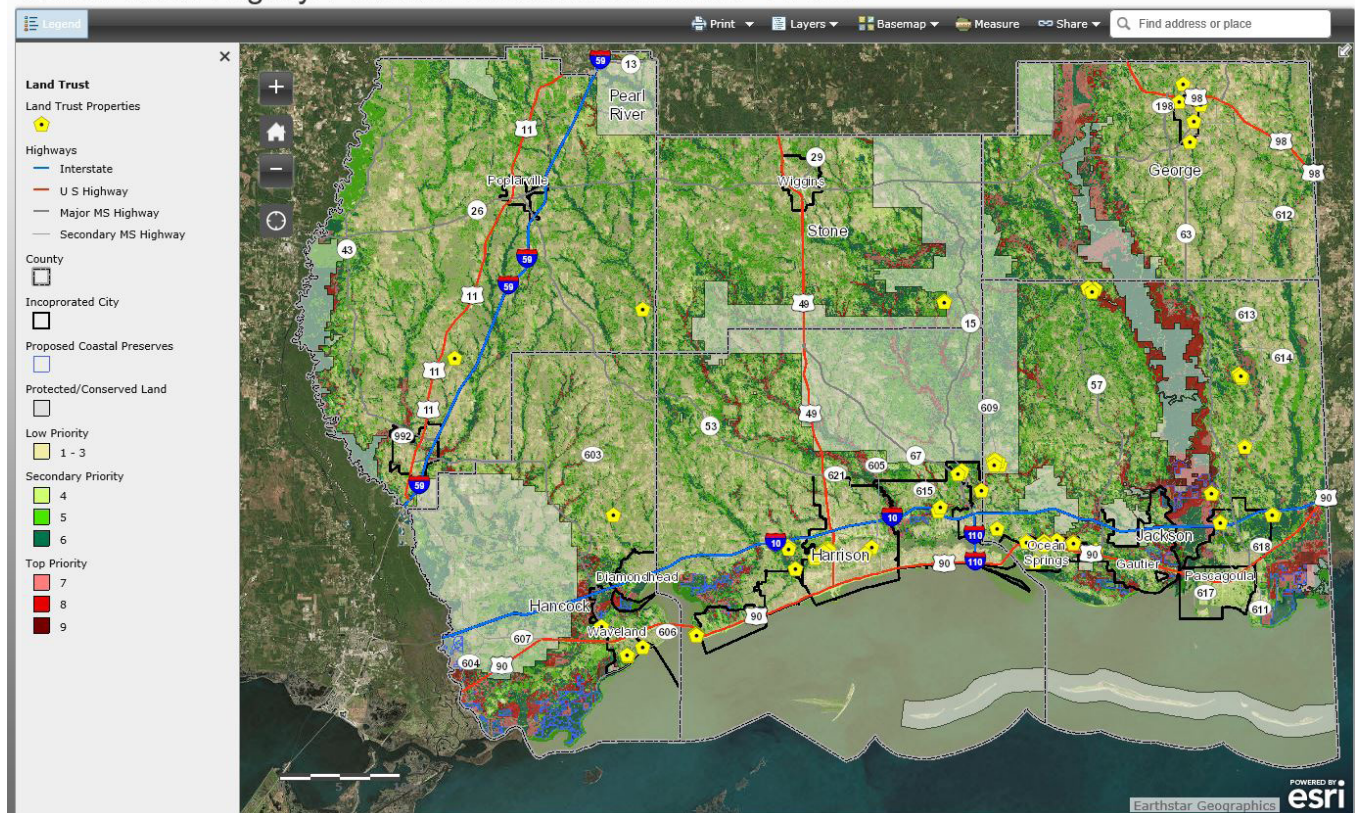 Legend
Print
Layers
Basemap
Measure
Share
Find address or place
Land Trust
Land Trust Properties
Highways
Interstate
U S Highway
Major MS Highway
Secondary MS Highway
County
Incoprorated City
Proposed Coastal Preserves
Protected/Conserved Land
Low Priority
1 - 3
Secondary Priority
4
5
6
Top Priority
7
8
9
59
13
Pearl
River
11
29
198
98
98
98
George
Poplarville
Wiggins
26
Stone
612
63
43
59
59
11
49
15
613
614
11
57
11
49
609
53
992
603
67
605
621
59
615
90
10
10
110
Jackson
Harrison
Ocean
Springs
90
618
90
110
Gautier
Pascagoula
Diamondhead
617
Hancock
90
611
Waveland
606
607
604
90
5
POWERED BY
esri
Earthstar Geographics